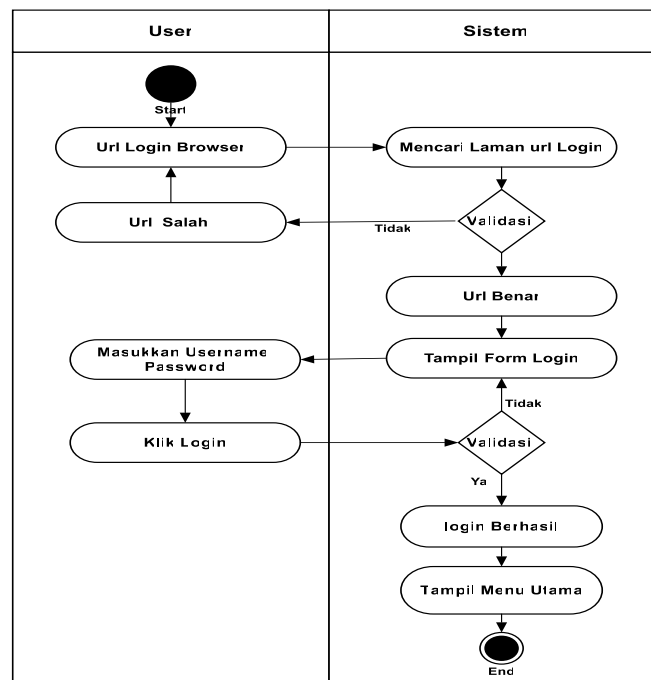 User
Sistem
Start
Url Login Browser
Mencari Laman url Login
Url Salah
Tidak
Validasi
Url Benar
Masukkan Username
Password
Tampil Form Login
Tidak
Klik Login
Validasi
Ya
login Berhasil
Tampil Menu Utama
End